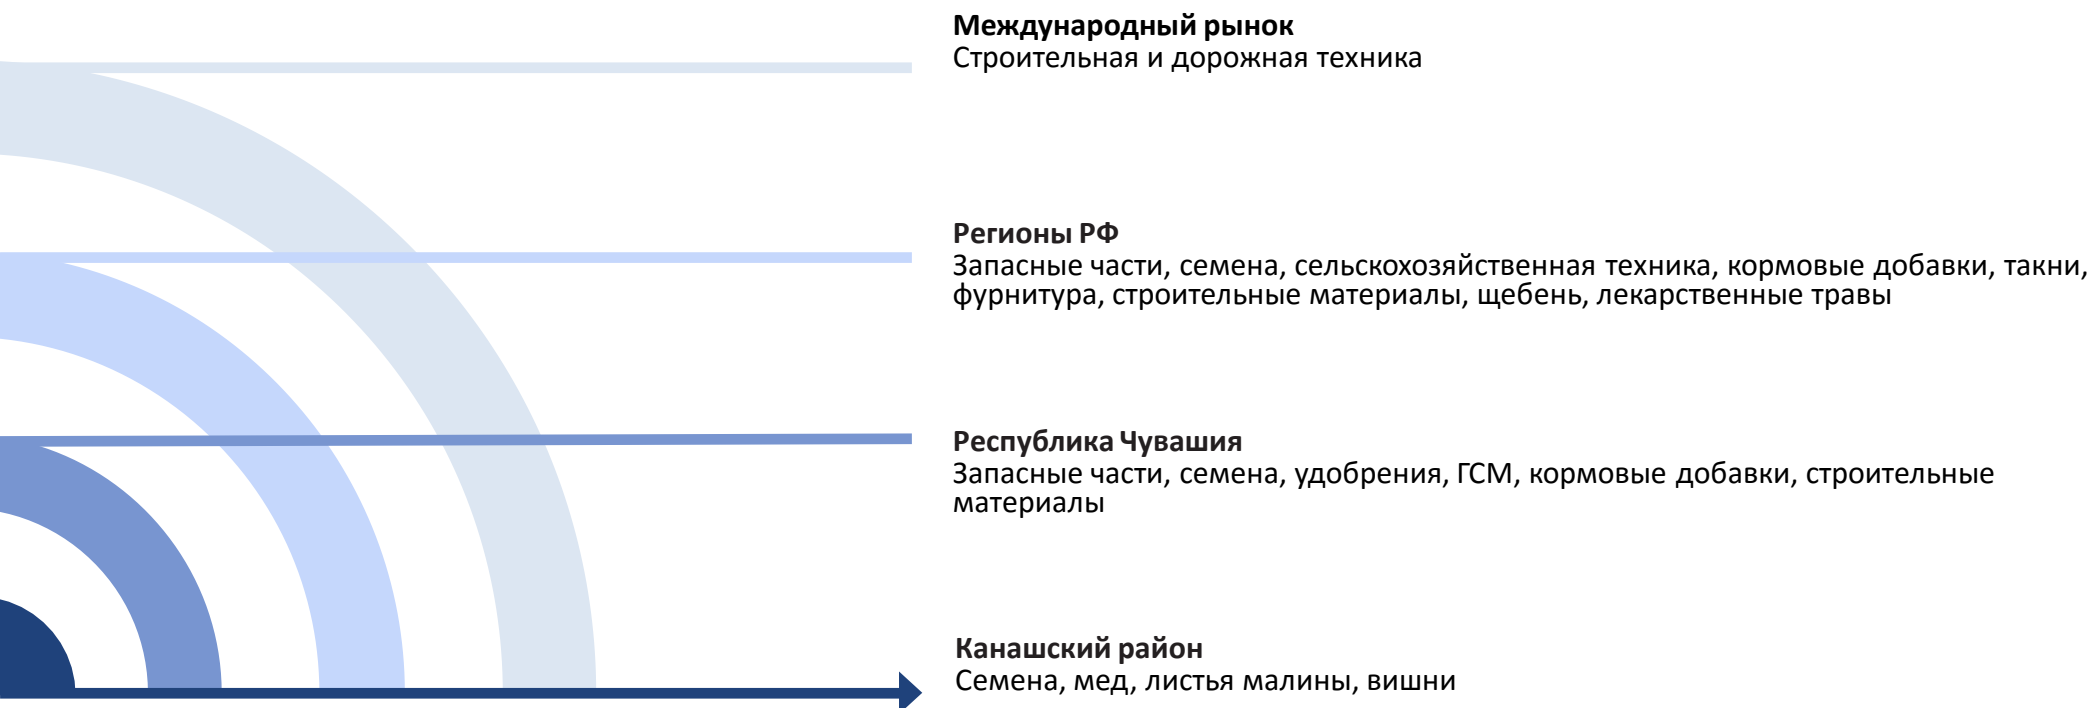 Международный рынок
Строительная и дорожная техника
Регионы РФ
Запасные части, семена, сельскохозяйственная техника, кормовые добавки, такни,
фурнитура, строительные материалы, щебень, лекарственные травы
Республика Чувашия
Запасные части, семена, удобрения, ГСМ, кормовые добавки, строительные
материалы
Канашский район
Семена, мед, листья малины, вишни